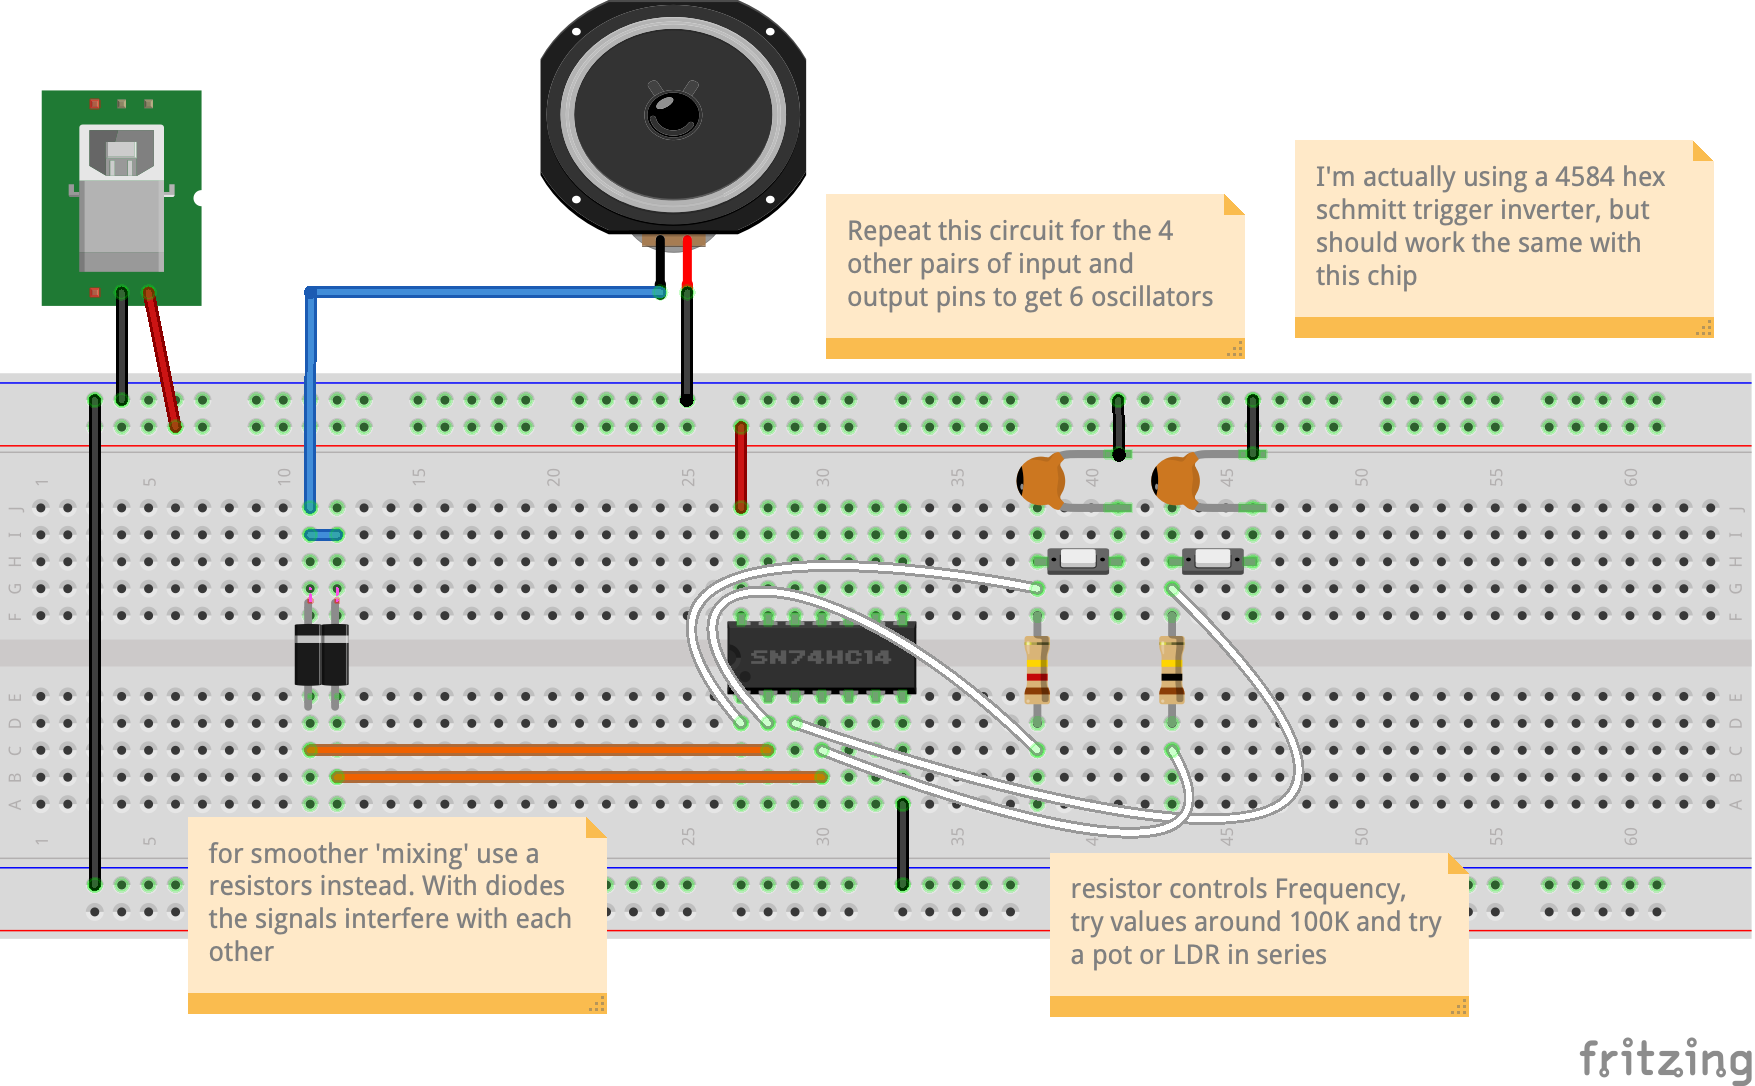 Repeat this circuit for the 4
other pairs of input and
output pins to get 6 oscillators
I'm actually using a 4584 hex
schmitt trigger inverter, but
should work the same with
this chip
1 5 10 15 20 25 30 35 40 45 50 55 60
J J
I I
H H
G G
F F
SN74HC14
E E
D D
C C
B B
A A
1 5 25 30 35 40 45 50 55 60
for smoother 'mixing' use a
resistors instead. With diodes
the signals interfere with each
other
resistor controls Frequency,
try values around 100K and try
a pot or LDR in series
fritzing